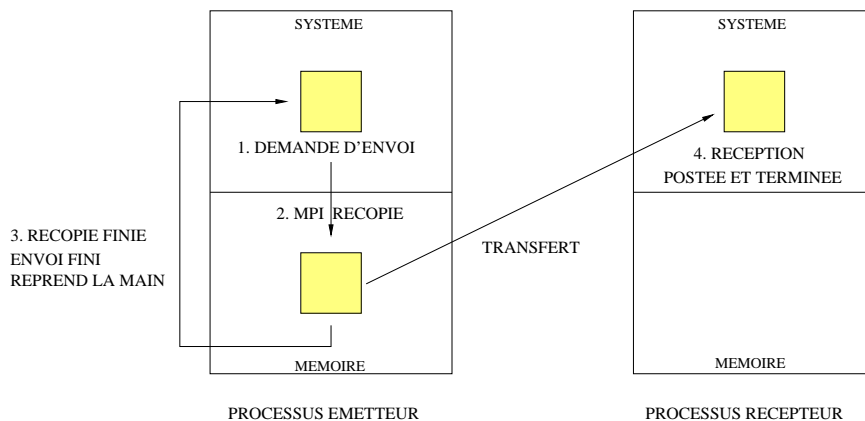 SYSTEME
1. DEMANDE D'ENVOI
2. MPI RECOPIE
3. RECOPIE FINIE
ENVOI FINI
REPREND LA MAIN
MEMOIRE
PROCESSUS EMETTEUR
TRANSFERT
SYSTEME
4. RECEPTION
POSTEE ET TERMINEE
MEMOIRE
PROCESSUS RECEPTEUR